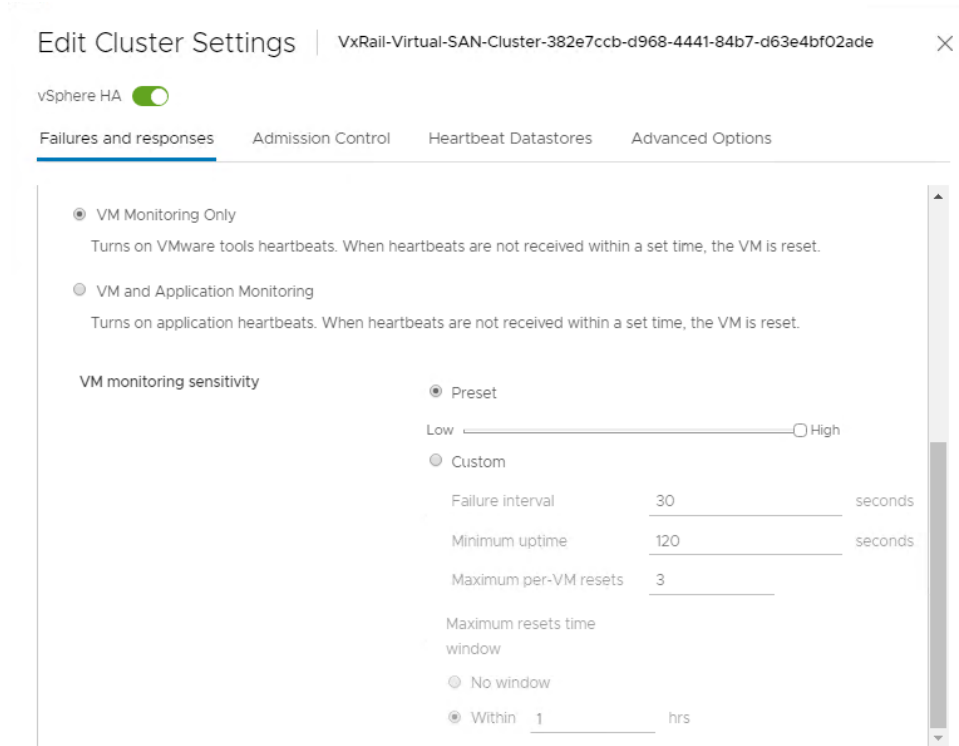 Edit Cluster Settings VxRail-Virtual-SAN-Cluster-382e7ccb-d968-4441-84b7-d63e4bf02ade
vSphere HA
Failures and responses Admission Control Heartbeat Datastores Advanced Options
VM Monitoring Only
Turns on VMware tools heartbeats. When heartbeats are not received within a set time, the VM is reset.
VM and Application Monitoring
Turns on application heartbeats. When heartbeats are not received within a set time, the VM is reset.
VM monitoring sensitivity
Preset
Low High
Custom
Failure interval 30 seconds
Minimum uptime 120 seconds
Maximum per-VM resets 3
Maximum resets time
window
No window
Within 1 hrs